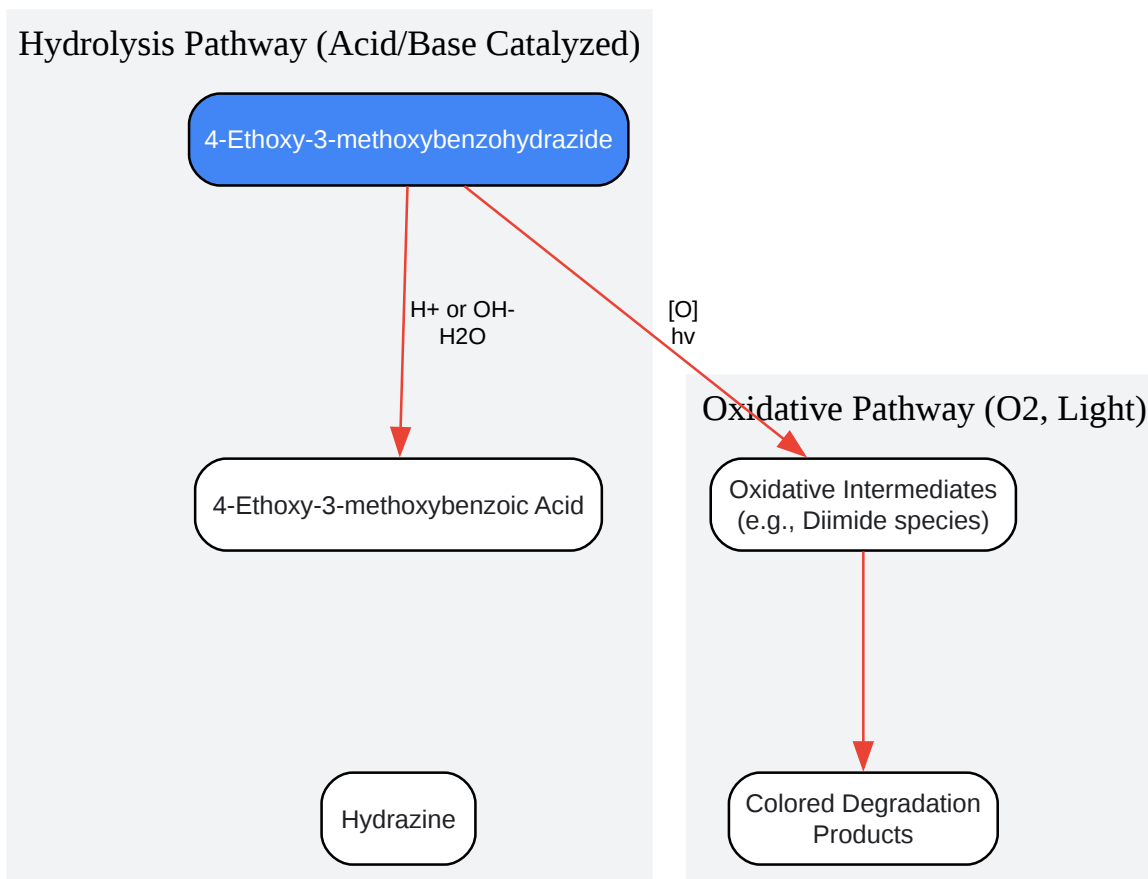 Hydrolysis Pathway (Acid/Base Catalyzed)
4-Ethoxy-3-methoxybenzohydrazide
H+ or OH-
H2O
[O]
hv
Oxidative Pathway (O2, Light)
4-Ethoxy-3-methoxybenzoic Acid
Oxidative Intermediates
(e.g., Diimide species)
Hydrazine
Colored Degradation
Products